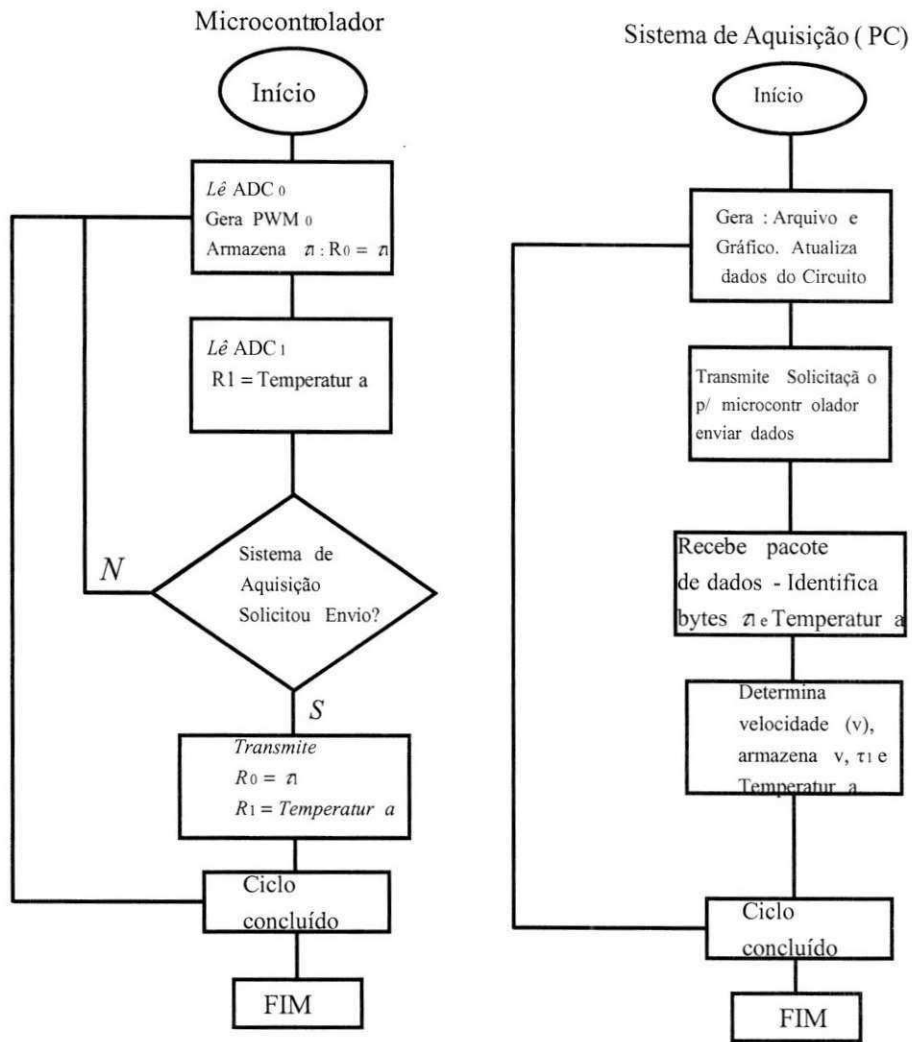 Microcontrolador
Início
Lê ADC 0
Gera PWM 0
Armazena τ1 : R0 = τ1
Lê ADC 1
R1 = Temperatur a
Sistema de
Aquisição
Solicitou Envio?
N
S
Transmite
R0 = τ1
R1 = Temperatur a
Ciclo
concluído
FIM
Sistema de Aquisição ( PC)
Início
Gera : Arquivo e
Gráfico. Atualiza
dados do Circuito
Transmite Solicitaçã o
p/ microcontr olador
enviar dados
Recebe pacote
de dados - Identifica
bytes τ1 e Temperatur a
Determina
velocidade (v),
armazena v, τ1 e
Temperatur a
Ciclo
concluído
FIM